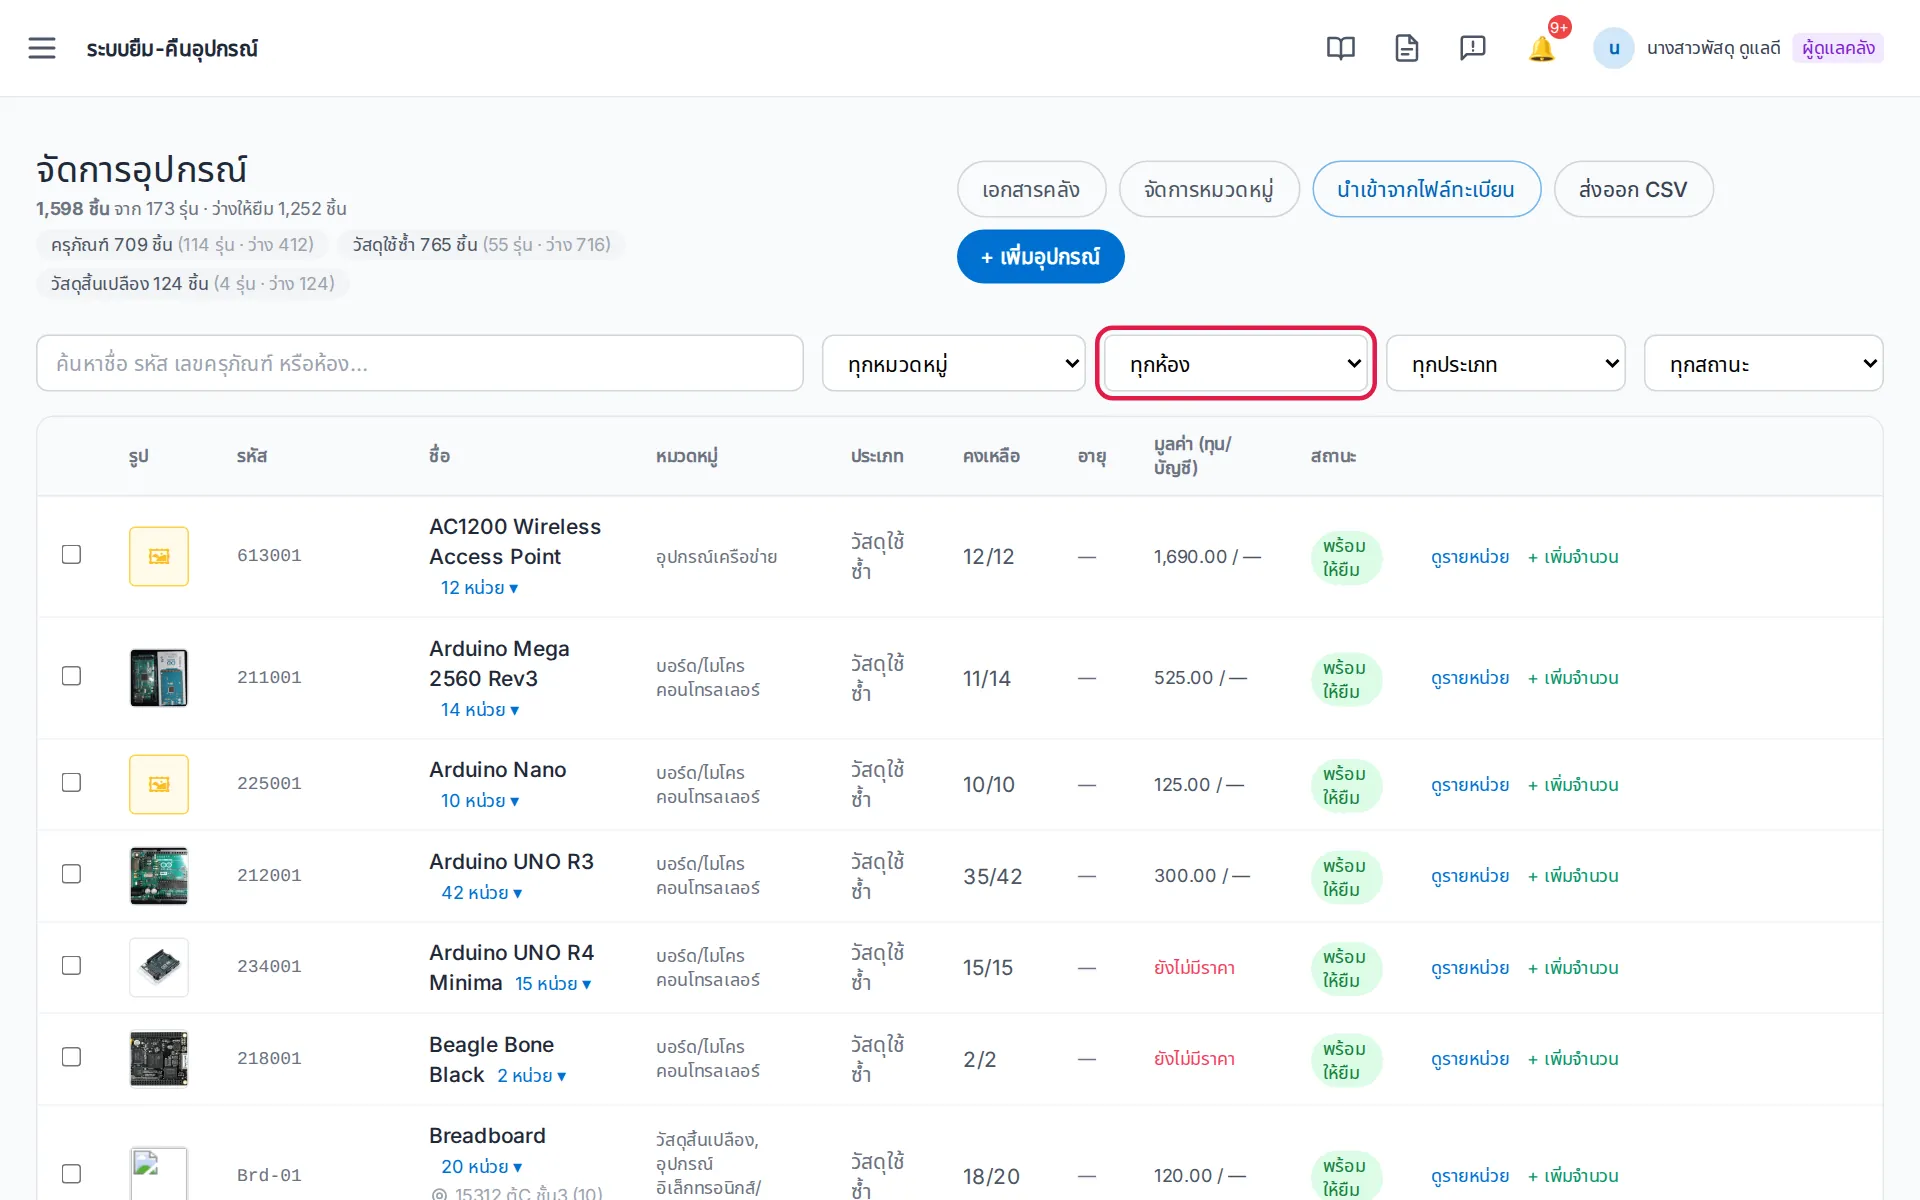 ระบบยืม-คืนอุปกรณ์
9+
u
นางสาวพัสดุ ดูแลดี
ผู้ดูแลคลัง
จัดการอุปกรณ์
1,598 ชิ้น จาก 173 รุ่น · ว่างให้ยืม 1,252 ชิ้น
ครุภัณฑ์ 709 ชิ้น (114 รุ่น · ว่าง 412)
วัสดุใช้ซ้ำ 765 ชิ้น (55 รุ่น · ว่าง 716)
วัสดุสิ้นเปลือง 124 ชิ้น (4 รุ่น · ว่าง 124)
เอกสารคลัง
จัดการหมวดหมู่
นำเข้าจากไฟล์ทะเบียน
ส่งออก CSV
+ เพิ่มอุปกรณ์
ค้นหาชื่อ รหัส เลขครุภัณฑ์ หรือห้อง...
ทุกหมวดหมู่
ทุกห้อง
ทุกประเภท
ทุกสถานะ
รูป
รหัส
ชื่อ
หมวดหมู่
ประเภท
คงเหลือ
อายุ
มูลค่า (ทุน/
บัญชี)
สถานะ
613001
AC1200 Wireless
Access Point
12 หน่วย ▾
อุปกรณ์เครือข่าย
วัสดุใช้
ซ้ำ
12/12
—
1,690.00 / —
พร้อม
ให้ยืม
ดูรายหน่วย
+ เพิ่มจำนวน
211001
Arduino Mega
2560 Rev3
14 หน่วย ▾
บอร์ด/ไมโคร
คอนโทรลเลอร์
วัสดุใช้
ซ้ำ
11/14
—
525.00 / —
พร้อม
ให้ยืม
ดูรายหน่วย
+ เพิ่มจำนวน
225001
Arduino Nano
10 หน่วย ▾
บอร์ด/ไมโคร
คอนโทรลเลอร์
วัสดุใช้
ซ้ำ
10/10
—
125.00 / —
พร้อม
ให้ยืม
ดูรายหน่วย
+ เพิ่มจำนวน
212001
Arduino UNO R3
42 หน่วย ▾
บอร์ด/ไมโคร
คอนโทรลเลอร์
วัสดุใช้
ซ้ำ
35/42
—
300.00 / —
พร้อม
ให้ยืม
ดูรายหน่วย
+ เพิ่มจำนวน
234001
Arduino UNO R4
Minima 15 หน่วย ▾
บอร์ด/ไมโคร
คอนโทรลเลอร์
วัสดุใช้
ซ้ำ
15/15
—
ยังไม่มีราคา
พร้อม
ให้ยืม
ดูรายหน่วย
+ เพิ่มจำนวน
218001
Beagle Bone
Black 2 หน่วย ▾
บอร์ด/ไมโคร
คอนโทรลเลอร์
วัสดุใช้
ซ้ำ
2/2
—
ยังไม่มีราคา
พร้อม
ให้ยืม
ดูรายหน่วย
+ เพิ่มจำนวน
Brd-01
Breadboard
20 หน่วย ▾
15312 ตู้C ชั้น3 (10)
วัสดุสิ้นเปลือง,
อุปกรณ์
อิเล็กทรอนิกส์/
วัสดุใช้
ซ้ำ
18/20
—
120.00 / —
พร้อม
ให้ยืม
ดูรายหน่วย
+ เพิ่มจำนวน